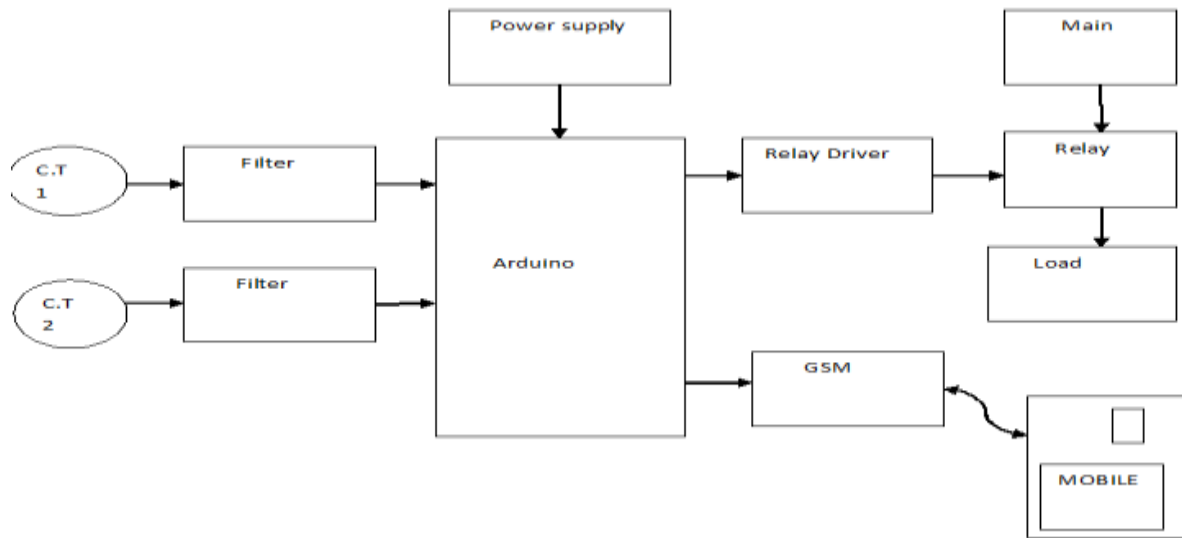 Power supply
Main
C.T
1
Filter
Relay Driver
Relay
Arduino
Load
C.T
2
Filter
GSM
MOBILE